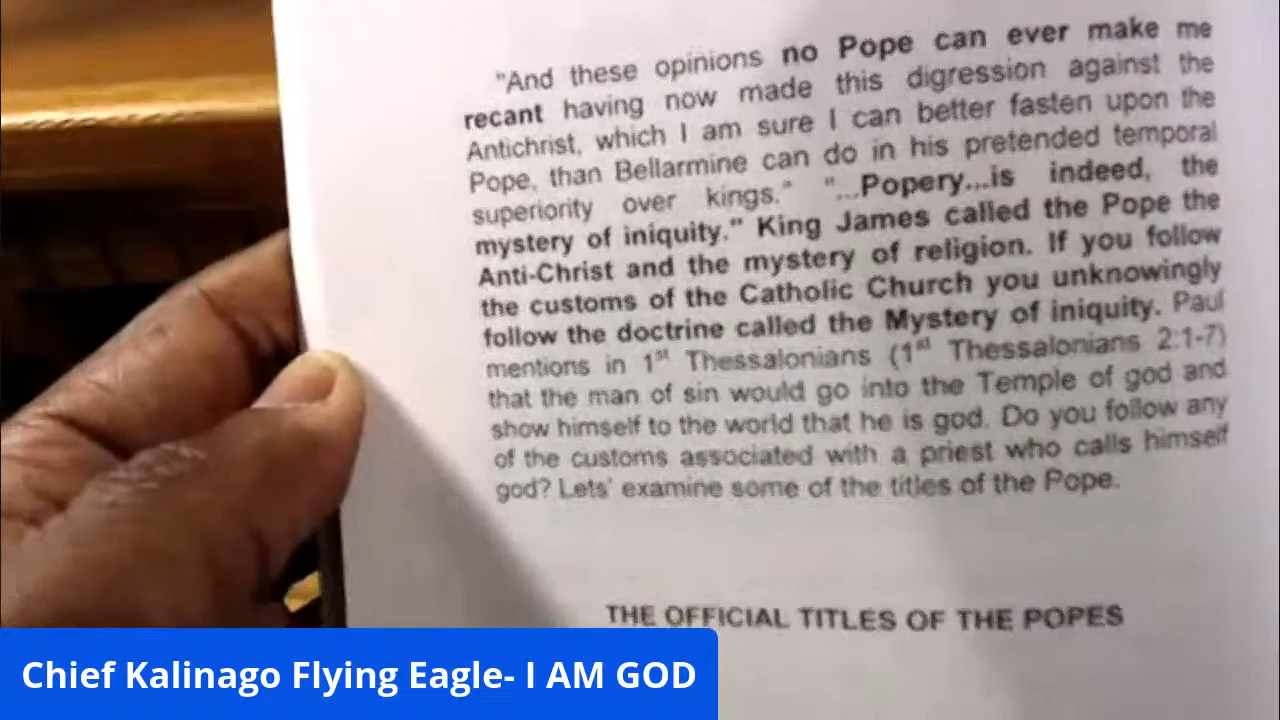 "And these opinions no Pope can ever make me
recant having now made this digression against the
Antichrist, which I am sure I can better fasten upon the
Pope, than Bellarmine can do in his pretended temporal
superiority over kings." "...Popery...is indeed, the
mystery of iniquity." King James called the Pope the
Anti-Christ and the mystery of religion. If you follow
the customs of the Catholic Church you unknowingly
follow the doctrine called the Mystery of iniquity. Paul
mentions in 1st Thessalonians (1st Thessalonians 2:1-7)
that the man of sin would go into the Temple of god and
show himself to the world that he is god. Do you follow any
of the customs associated with a priest who calls himself
god? Lets' examine some of the titles of the Pope.
THE OFFICIAL TITLES OF THE POPES
Chief Kalinago Flying Eagle- I AM GOD